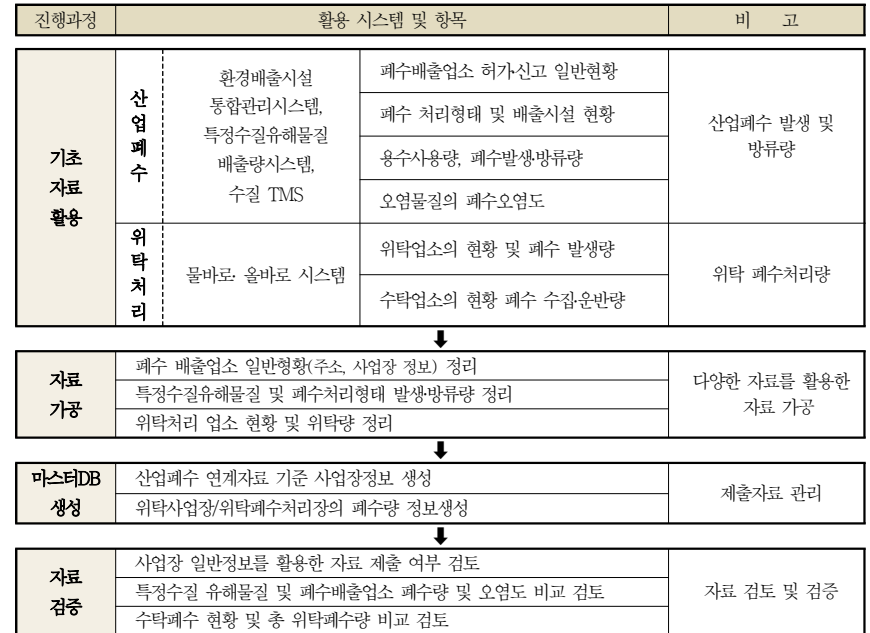 진행과정 활용 시스템 및 항목 비 고
기초
자료
활용
산
업
폐
수
환경배출시설
통합관리시스템,
특정수질유해물질
배출량시스템,
수질 TMS
폐수배출업소 허가·신고 일반현황
폐수 처리형태 및 배출시설 현황
용수사용량, 폐수발생·방류량
오염물질의 폐수오염도
산업폐수 발생 및
방류량
위
탁
처
리
물바로· 올바로 시스템
위탁업소의 현황 및 폐수 발생량
수탁업소의 현황 폐수 수집·운반량
위탁 폐수처리량
자료
가공
폐수 배출업소 일반형황(주소, 사업장 정보) 정리
특정수질유해물질 및 폐수처리형태 발생·방류량 정리
위탁처리 업소 현황 및 위탁량 정리
다양한 자료를 활용한
자료 가공
마스터DB
생성
산업폐수 연계자료 기준 사업장정보 생성
위탁사업장/위탁폐수처리장의 폐수량 정보생성
제출자료 관리
자료
검증
사업장 일반정보를 활용한 자료 제출 여부 검토
특정수질 유해물질 및 폐수배출업소 폐수량 및 오염도 비교 검토
수탁폐수 현황 및 총 위탁폐수량 비교 검토
자료 검토 및 검증